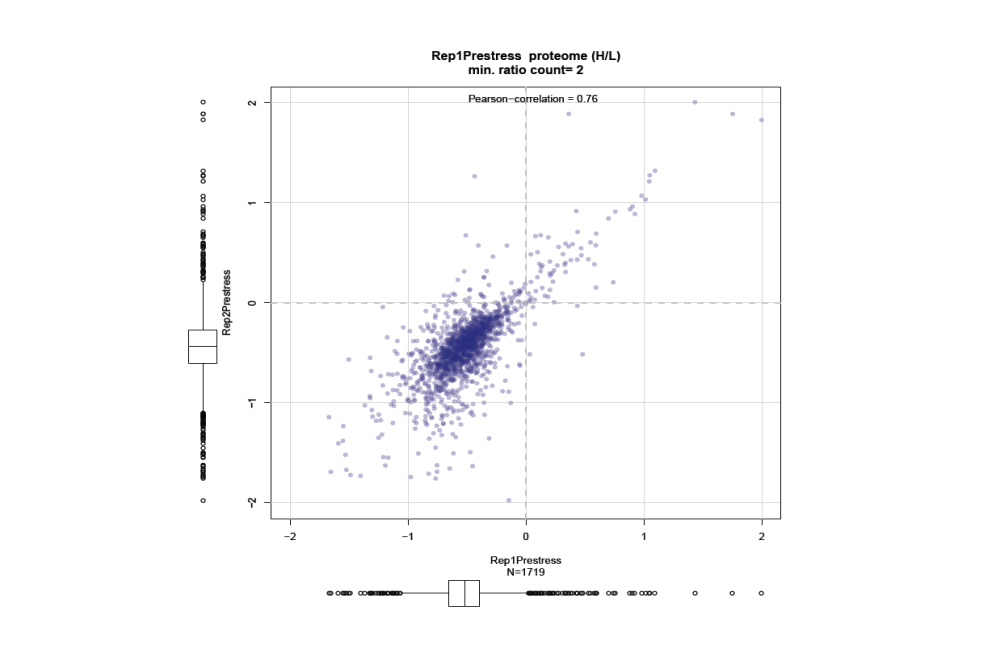 Rep1Prestress proteome (H/L)
min. ratio count= 2
Pearson−correlation = 0.76
2
1
0
−1
−2
Rep2Prestress
−2 −1 0 1 2
Rep1Prestress
N=1719